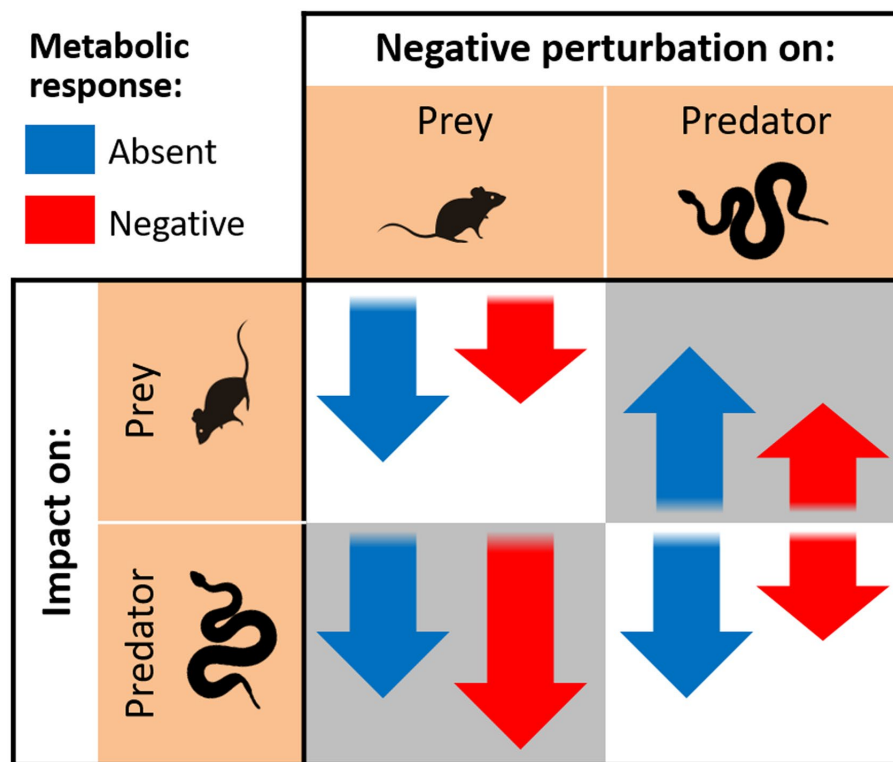 Metabolic
response:
Absent
Negative
Negative perturbation on:
Prey
Predator
Impact on:
Prey
Predator